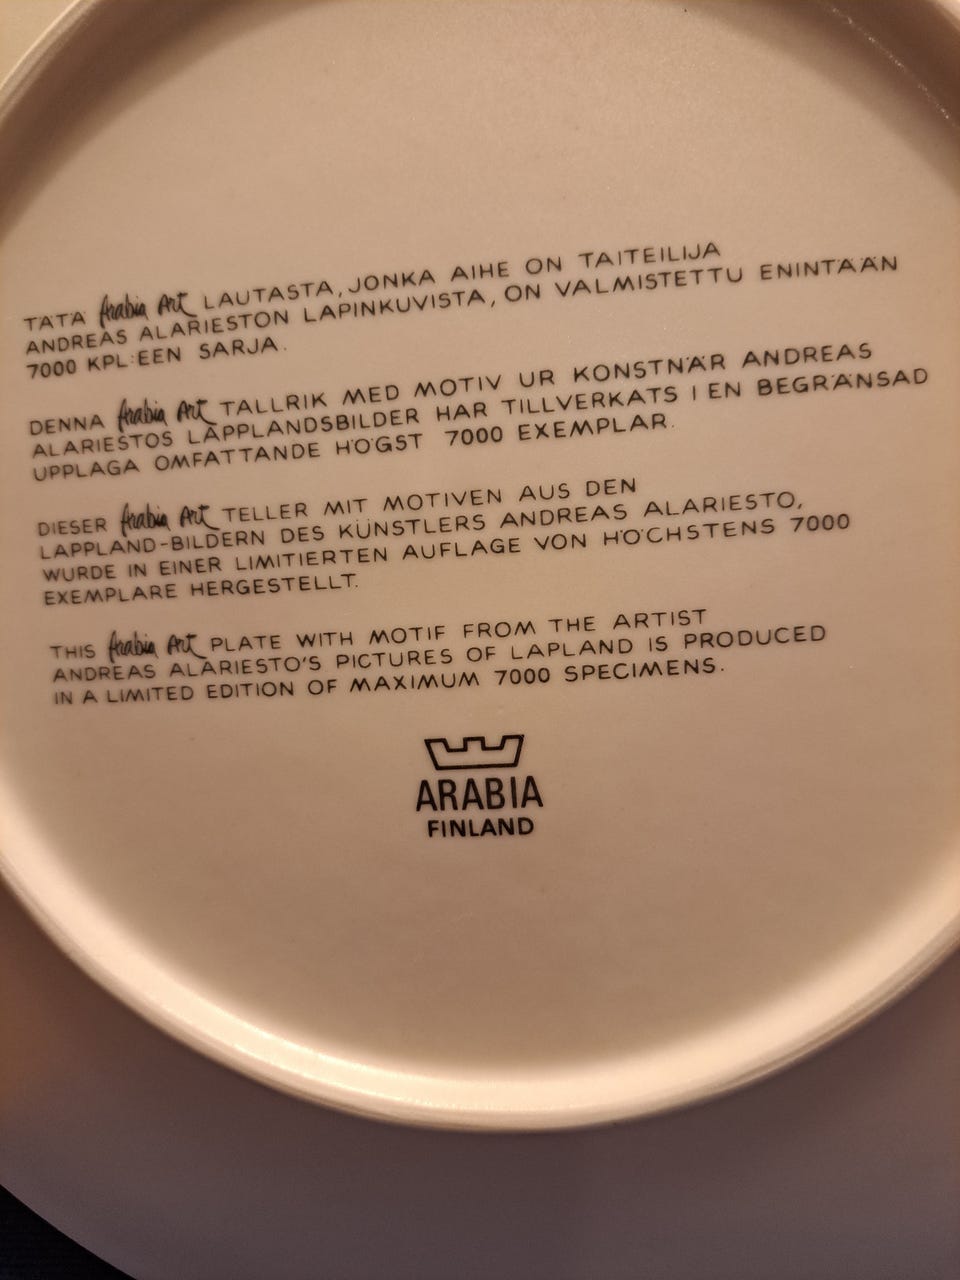 TÄTÄ Arabia Art LAUTASTA, JONKA AIHE ON TAITEILIJA
ANDREAS ALARIESTON LAPINKUVISTA, ON VALMISTETTU ENINTÄÄN
7000 KPL:EEN SARJA.
DENNA Arabia Art TALLRIK MED MOTIV UR KONSTNÄR ANDREAS
ALARIESTOS LAPPLANDSBILDER HAR TILLVERKATS I EN BEGRÄNSAD
UPPLAGA OMFATTANDE HÖGST 7000 EXEMPLAR.
DIESER Arabia Art TELLER MIT MOTIVEN AUS DEN
LAPPLAND-BILDERN DES KÜNSTLERS ANDREAS ALARIESTO,
WURDE IN EINER LIMITIERTEN AUFLAGE VON HÖCHSTENS 7000
EXEMPLARE HERGESTELLT.
THIS Arabia Art PLATE WITH MOTIF FROM THE ARTIST
ANDREAS ALARIESTO'S PICTURES OF LAPLAND IS PRODUCED
IN A LIMITED EDITION OF MAXIMUM 7000 SPECIMENS.
ARABIA
FINLAND